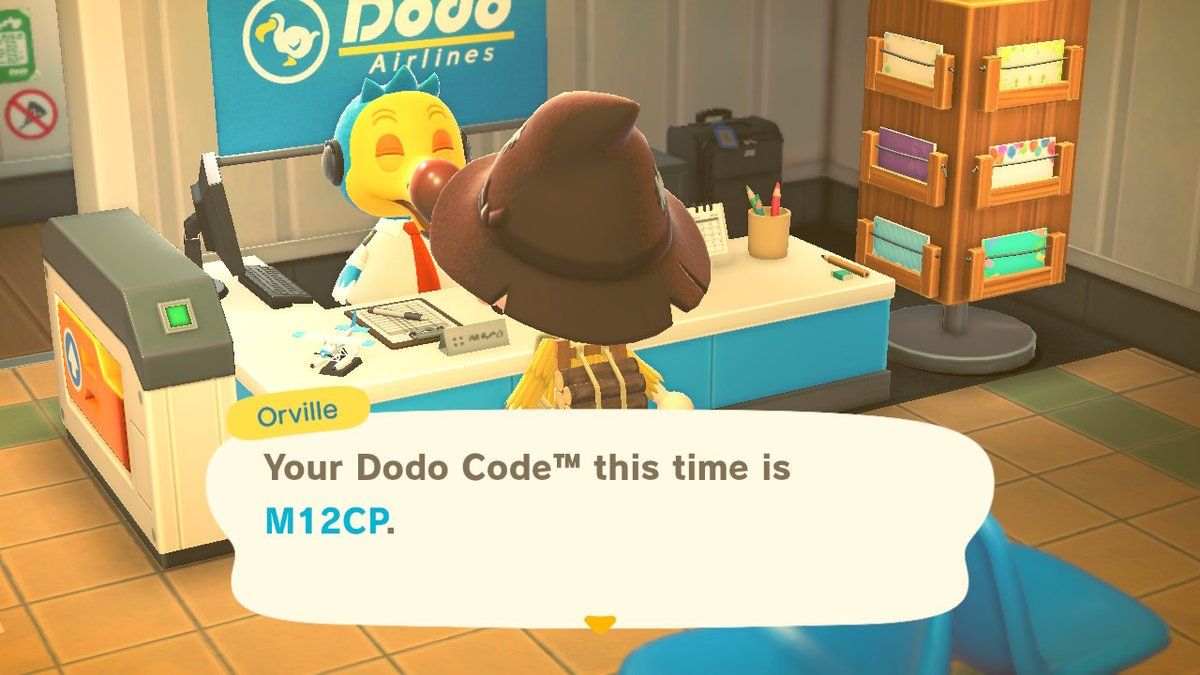 Dodo
Airlines
Orville
Your Dodo Code™ this time is
M12CP.